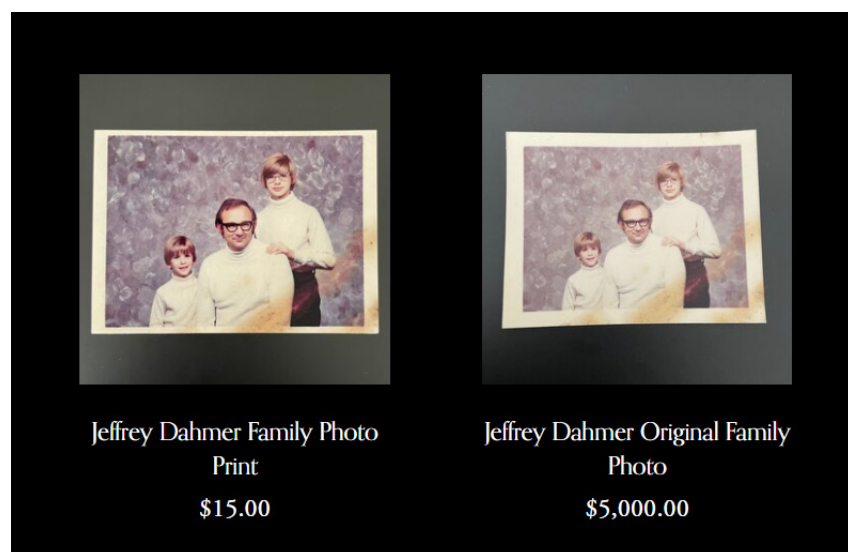 Jeffrey Dahmer Family Photo
Print
$15.00
Jeffrey Dahmer Original Family
Photo
$5,000.00